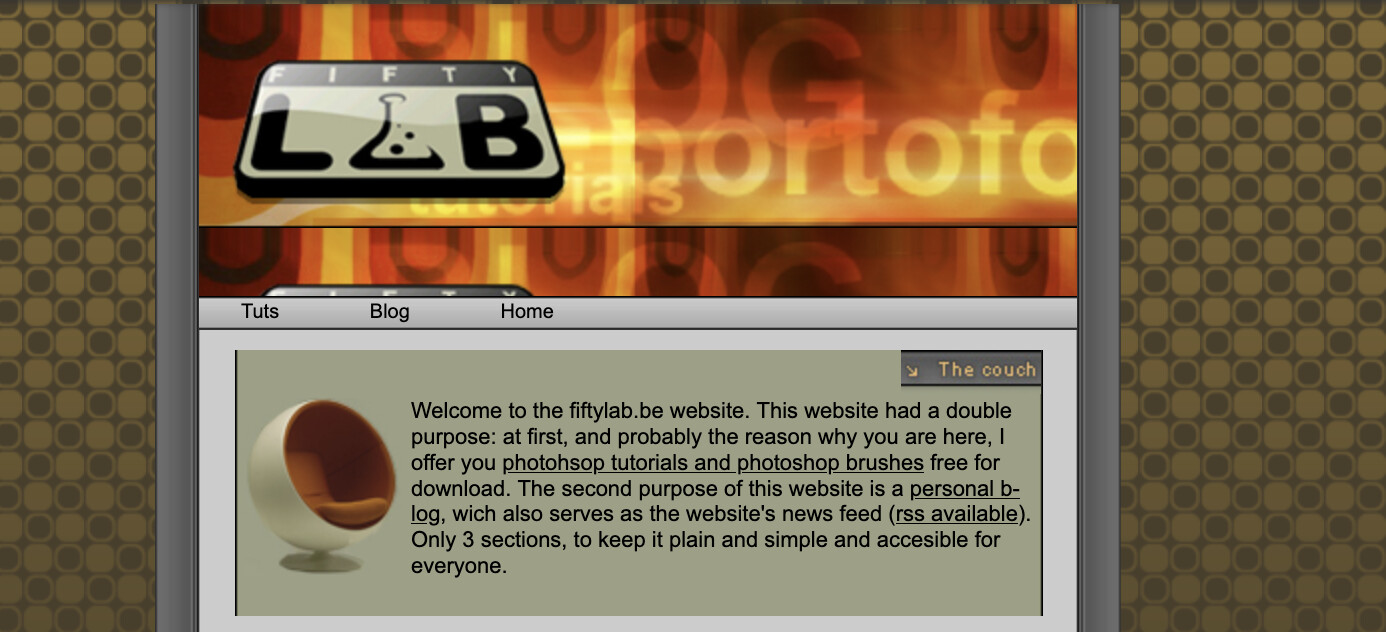 FIFTY
LAB
OG
portofo
tutorials
FIFTY
OG
Tuts Blog Home
The couch
Welcome to the fiftylab.be website. This website had a double
purpose: at first, and probably the reason why you are here, I
offer you photohsop tutorials and photoshop brushes free for
download. The second purpose of this website is a personal b-
log, wich also serves as the website's news feed (rss available).
Only 3 sections, to keep it plain and simple and accesible for
everyone.